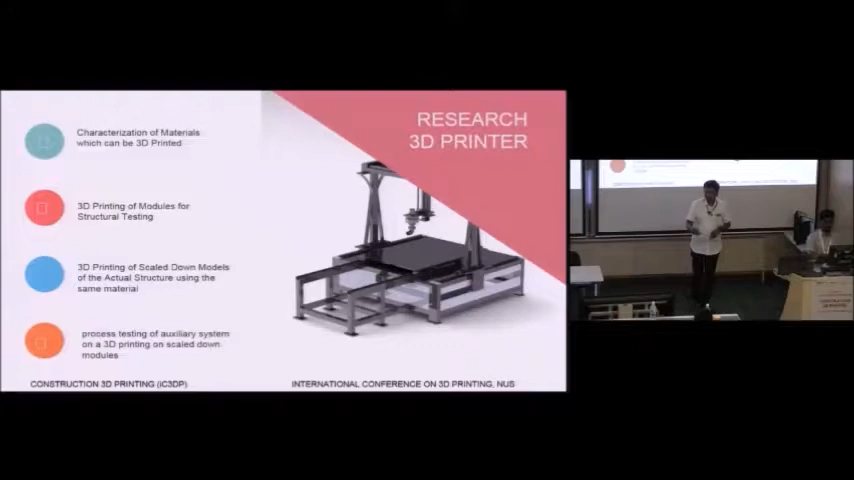 RESEARCH
3D PRINTER
Characterization of Materials
which can be 3D Printed
3D Printing of Modules for
Structural Testing
3D Printing of Scaled Down Models
of the Actual Structure using the
same material
process testing of auxiliary system
on a 3D printing on scaled down
modules
CONSTRUCTION 3D PRINTING (iC3DP)
INTERNATIONAL CONFERENCE ON 3D PRINTING, NUS